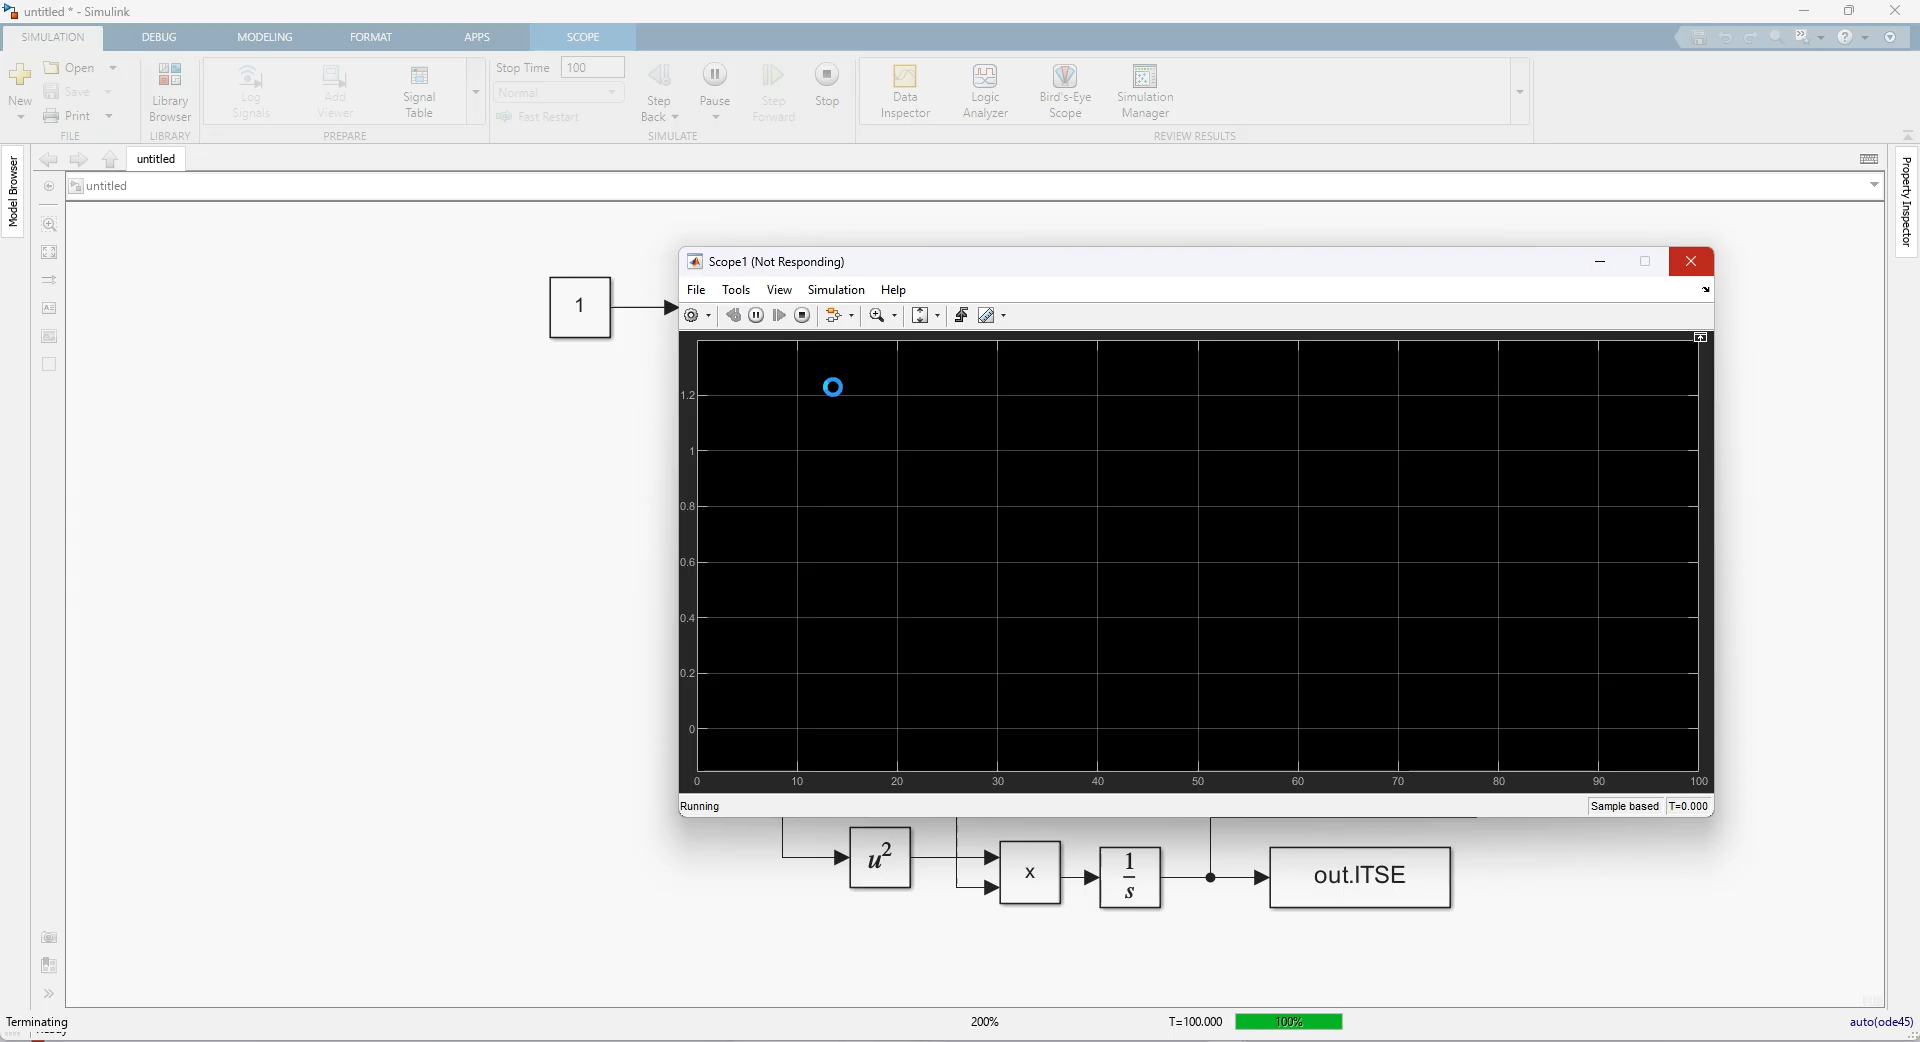 untitled * - Simulink
SIMULATION DEBUG MODELING FORMAT APPS SCOPE
New
Open
Save
Print
FILE
Library Browser
LIBRARY
Log Signals
Add Viewer
Signal Table
PREPARE
Stop Time 100
Normal
Fast Restart
Step Back
Pause
Step Forward
Stop
SIMULATE
Data Inspector
Logic Analyzer
Bird's-Eye Scope
Simulation Manager
REVIEW RESULTS
Model Browser
untitled
untitled
Property Inspector
1
Scope1 (Not Responding)
File Tools View Simulation Help
1.2
1
0.8
0.6
0.4
0.2
0
0 10 20 30 40 50 60 70 80 90 100
Running Sample based T=0.000
u²
x
1
s
out.ITSE
Terminating 200% T=100.000 100% auto(ode45)